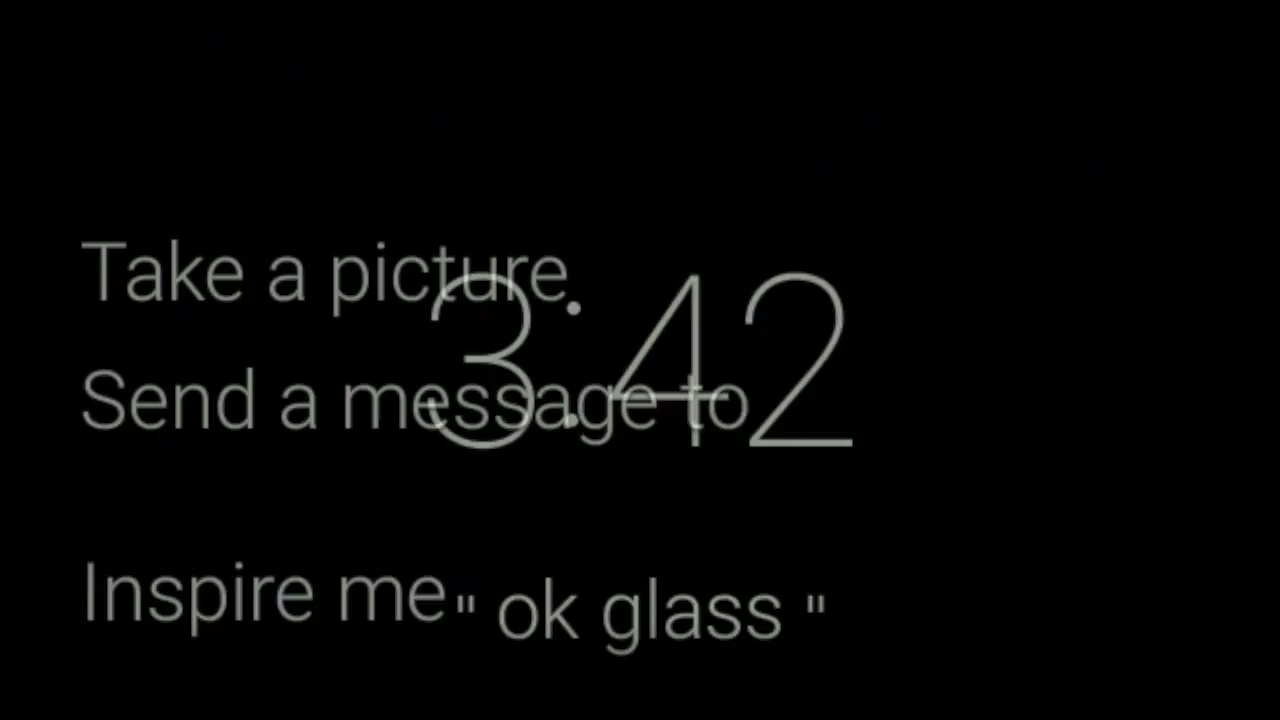 Take a picture
3:42
Send a message to
Inspire me
" ok glass "